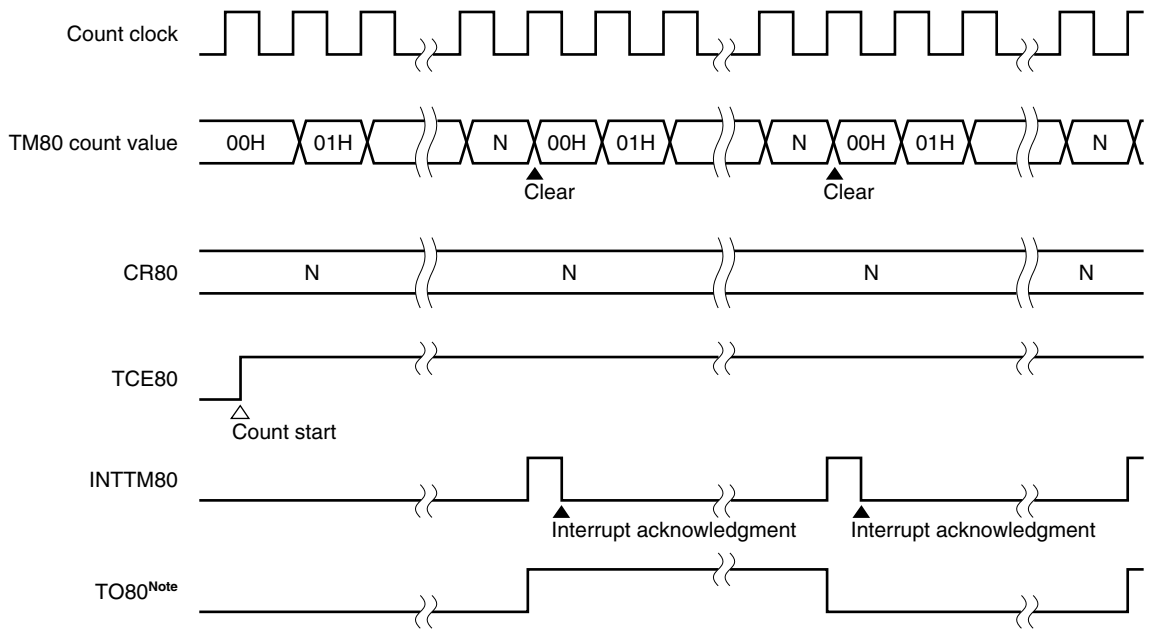 Count clock
TM80 count value 00H 01H N 00H 01H N 00H 01H N
Clear Clear
CR80 N N N N
TCE80
Count start
INTTM80
Interrupt acknowledgment Interrupt acknowledgment
TO80Note